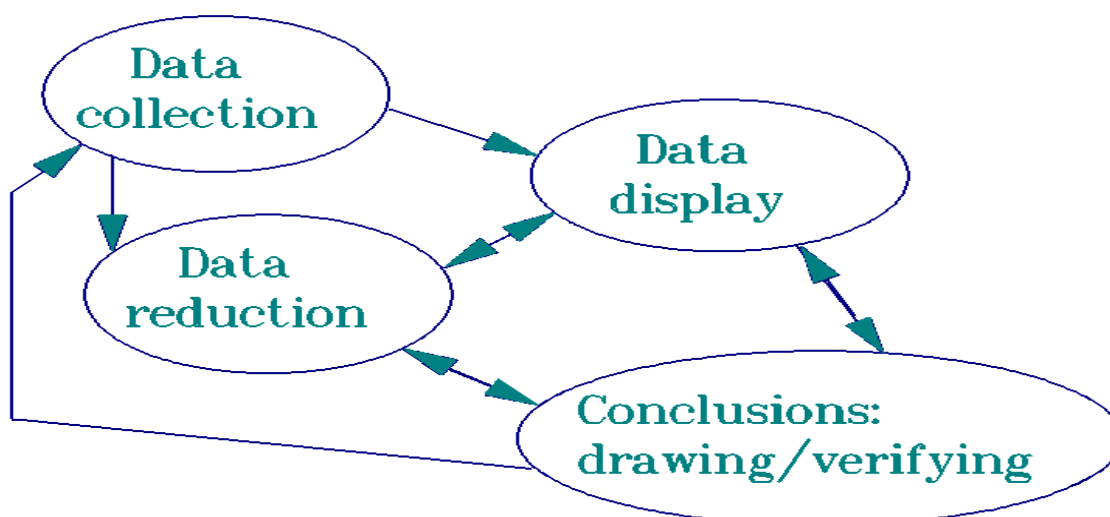 Data
collection
Data
display
Data
reduction
Conclusions:
drawing/verifying